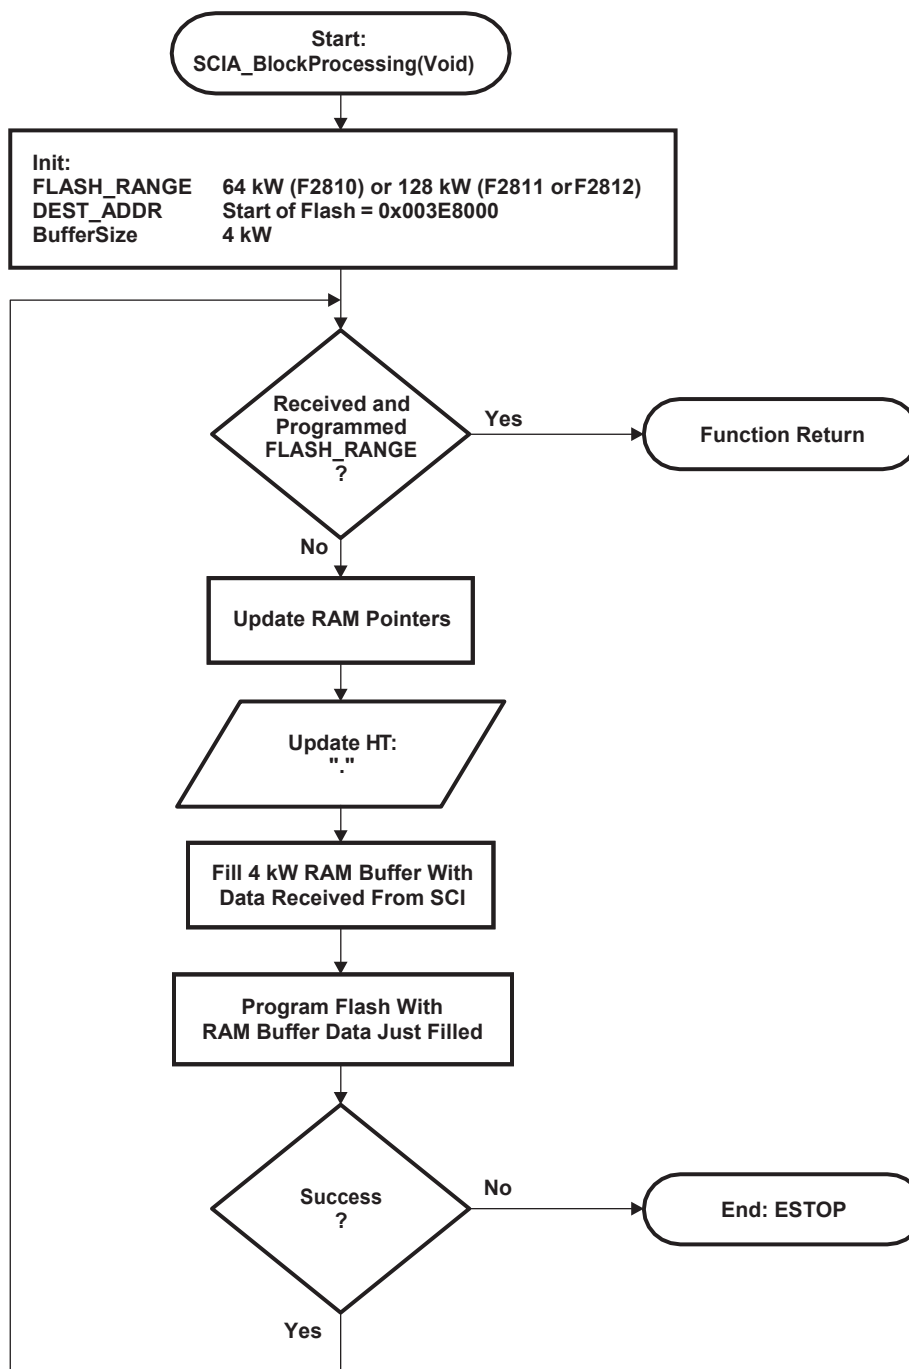 Start:
SCIA_BlockProcessing(Void)
Init:
FLASH_RANGE 64 kW (F2810) or 128 kW (F2811 orF2812)
DEST_ADDR Start of Flash = 0x003E8000
BufferSize 4 kW
Received and
Programmed
FLASH_RANGE
?
Yes
Function Return
No
Update RAM Pointers
Update HT:
"."
Fill 4 kW RAM Buffer With
Data Received From SCI
Program Flash With
RAM Buffer Data Just Filled
Success
?
No
End: ESTOP
Yes